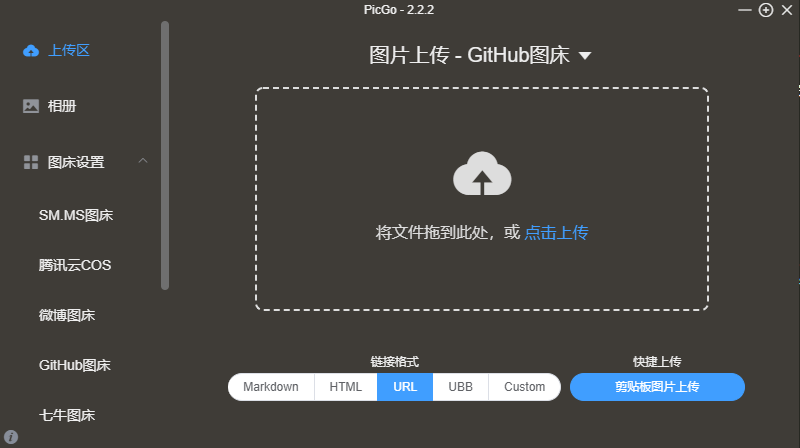 PicGo - 2.2.2
上传区
相册
图床设置
SM.MS图床
腾讯云COS
微博图床
GitHub图床
七牛图床
图片上传 - GitHub图床
将文件拖到此处，或 点击上传
链接格式
Markdown HTML URL UBB Custom
快捷上传
剪贴板图片上传